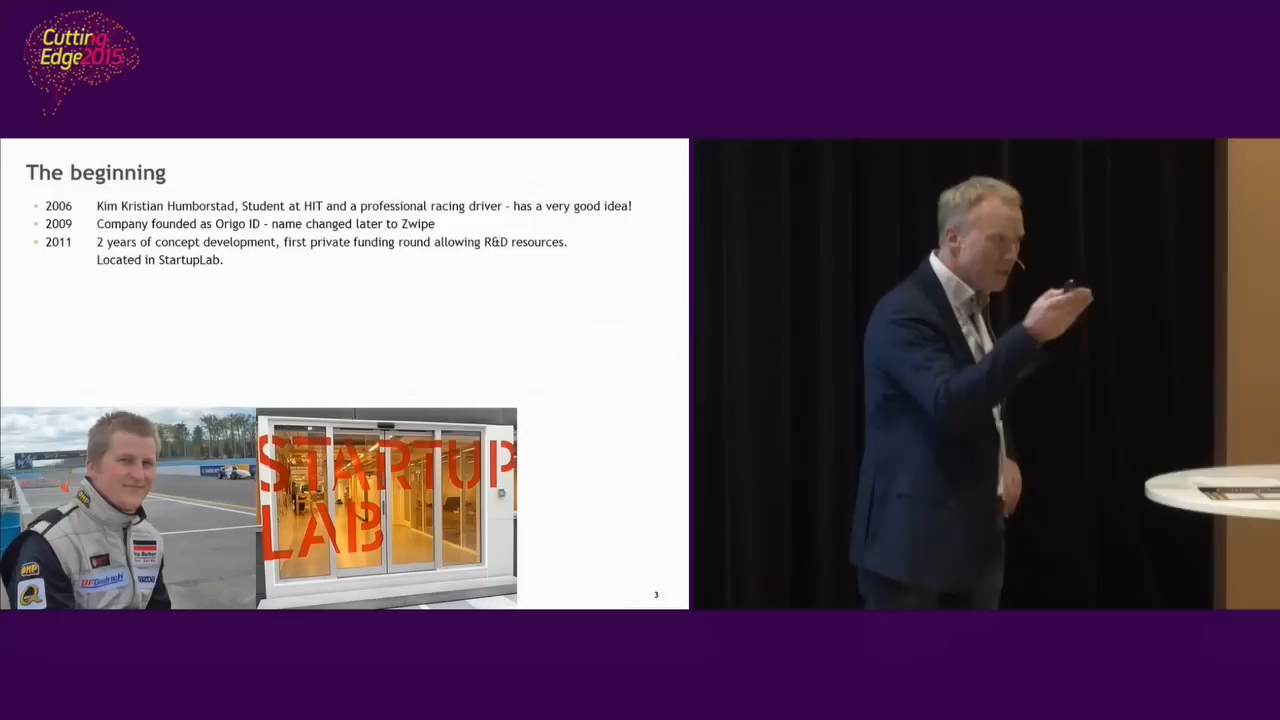 Cutting
Edge2015
The beginning
2006 Kim Kristian Humborstad, Student at HIT and a professional racing driver - has a very good idea!
2009 Company founded as Origo ID - name changed later to Zwipe
2011 2 years of concept development, first private funding round allowing R&D resources.
Located in StartupLab.
STARTUP
LAB
OMP
BFGoodrich
3